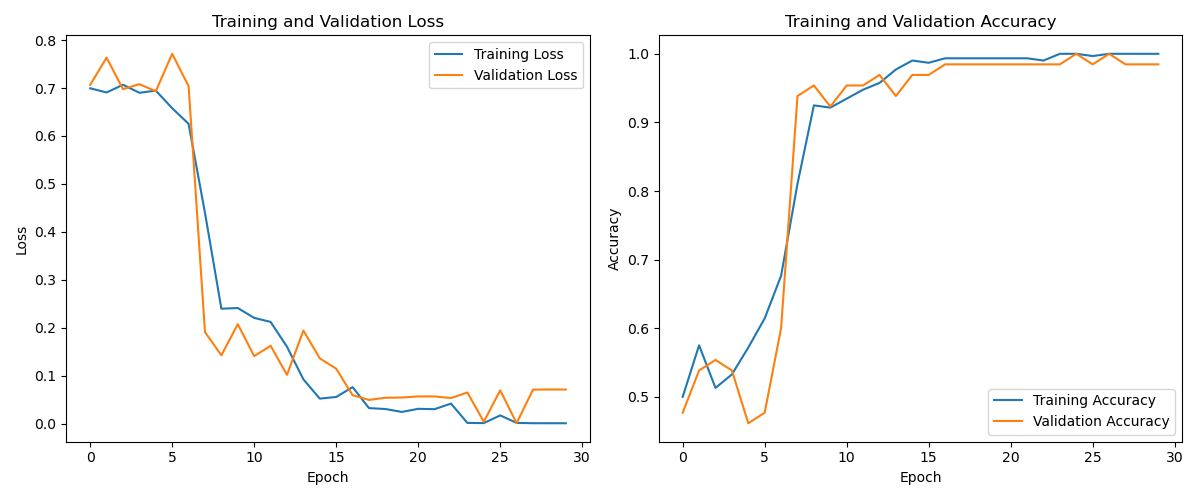 Training and Validation Loss
0.8
0.7
0.6
0.5
0.4
0.3
0.2
0.1
0.0
Loss
0 5 10 15 20 25 30
Epoch
Training Loss
Validation Loss
Training and Validation Accuracy
1.0
0.9
0.8
0.7
0.6
0.5
Accuracy
0 5 10 15 20 25 30
Epoch
Training Accuracy
Validation Accuracy